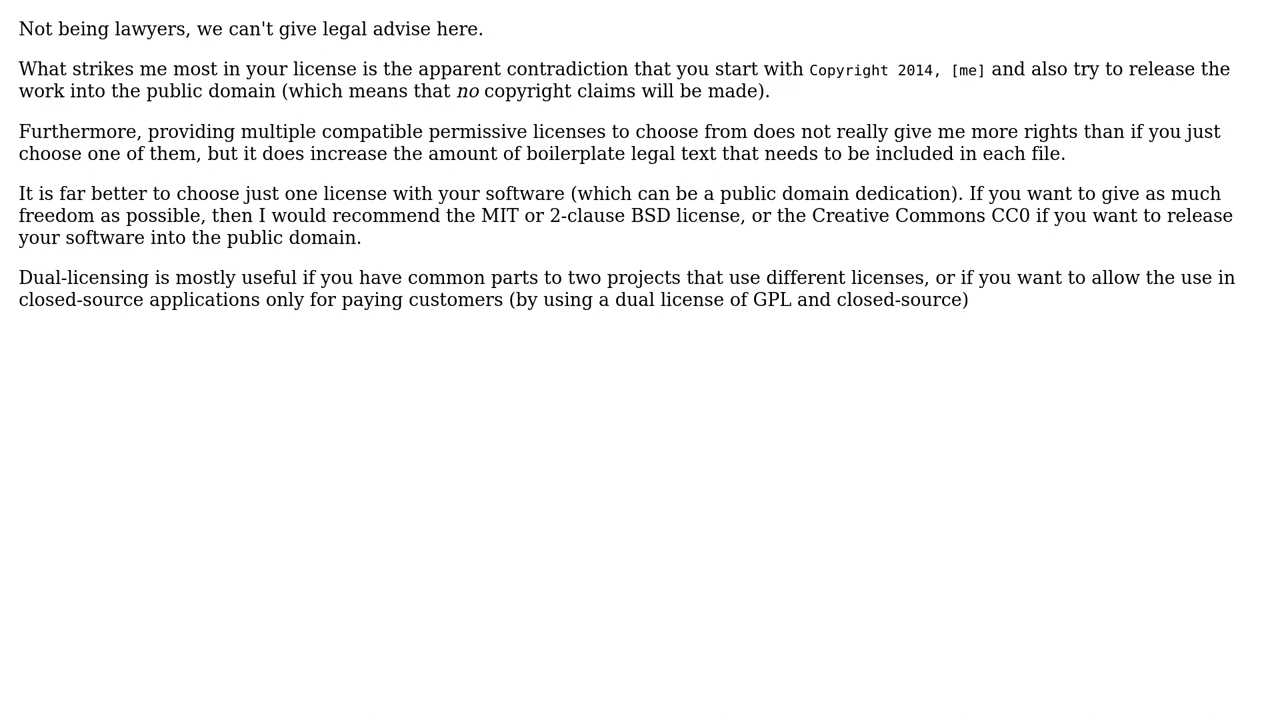 Not being lawyers, we can't give legal advise here.
What strikes me most in your license is the apparent contradiction that you start with Copyright 2014, [me] and also try to release the
work into the public domain (which means that no copyright claims will be made).
Furthermore, providing multiple compatible permissive licenses to choose from does not really give me more rights than if you just
choose one of them, but it does increase the amount of boilerplate legal text that needs to be included in each file.
It is far better to choose just one license with your software (which can be a public domain dedication). If you want to give as much
freedom as possible, then I would recommend the MIT or 2-clause BSD license, or the Creative Commons CC0 if you want to release
your software into the public domain.
Dual-licensing is mostly useful if you have common parts to two projects that use different licenses, or if you want to allow the use in
closed-source applications only for paying customers (by using a dual license of GPL and closed-source)